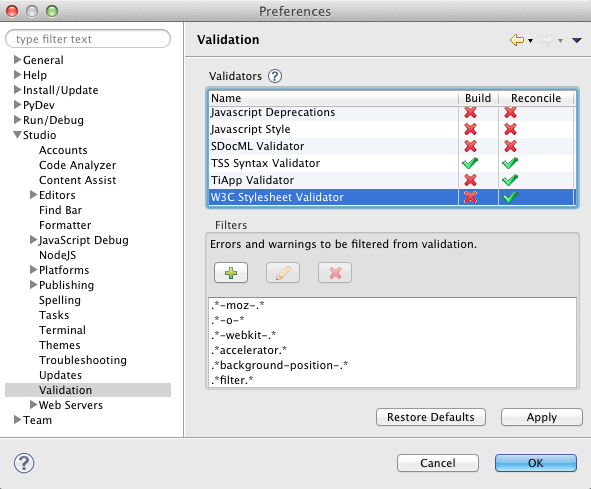 Preferences
type filter text
General
Help
Install/Update
PyDev
Run/Debug
Studio
Accounts
Code Analyzer
Content Assist
Editors
Find Bar
Formatter
JavaScript Debug
NodeJS
Platforms
Publishing
Spelling
Tasks
Terminal
Themes
Troubleshooting
Updates
Validation
Web Servers
Team
Validation
Validators ?
Name Build Reconcile
Javascript Deprecations
Javascript Style
SDocML Validator
TSS Syntax Validator
TiApp Validator
W3C Stylesheet Validator
Filters
Errors and warnings to be filtered from validation.
.*-moz-.*
.*-o-*
.*-webkit-.*
.*accelerator.*
.*background-position-.*
.*filter.*
Restore Defaults Apply
? Cancel OK